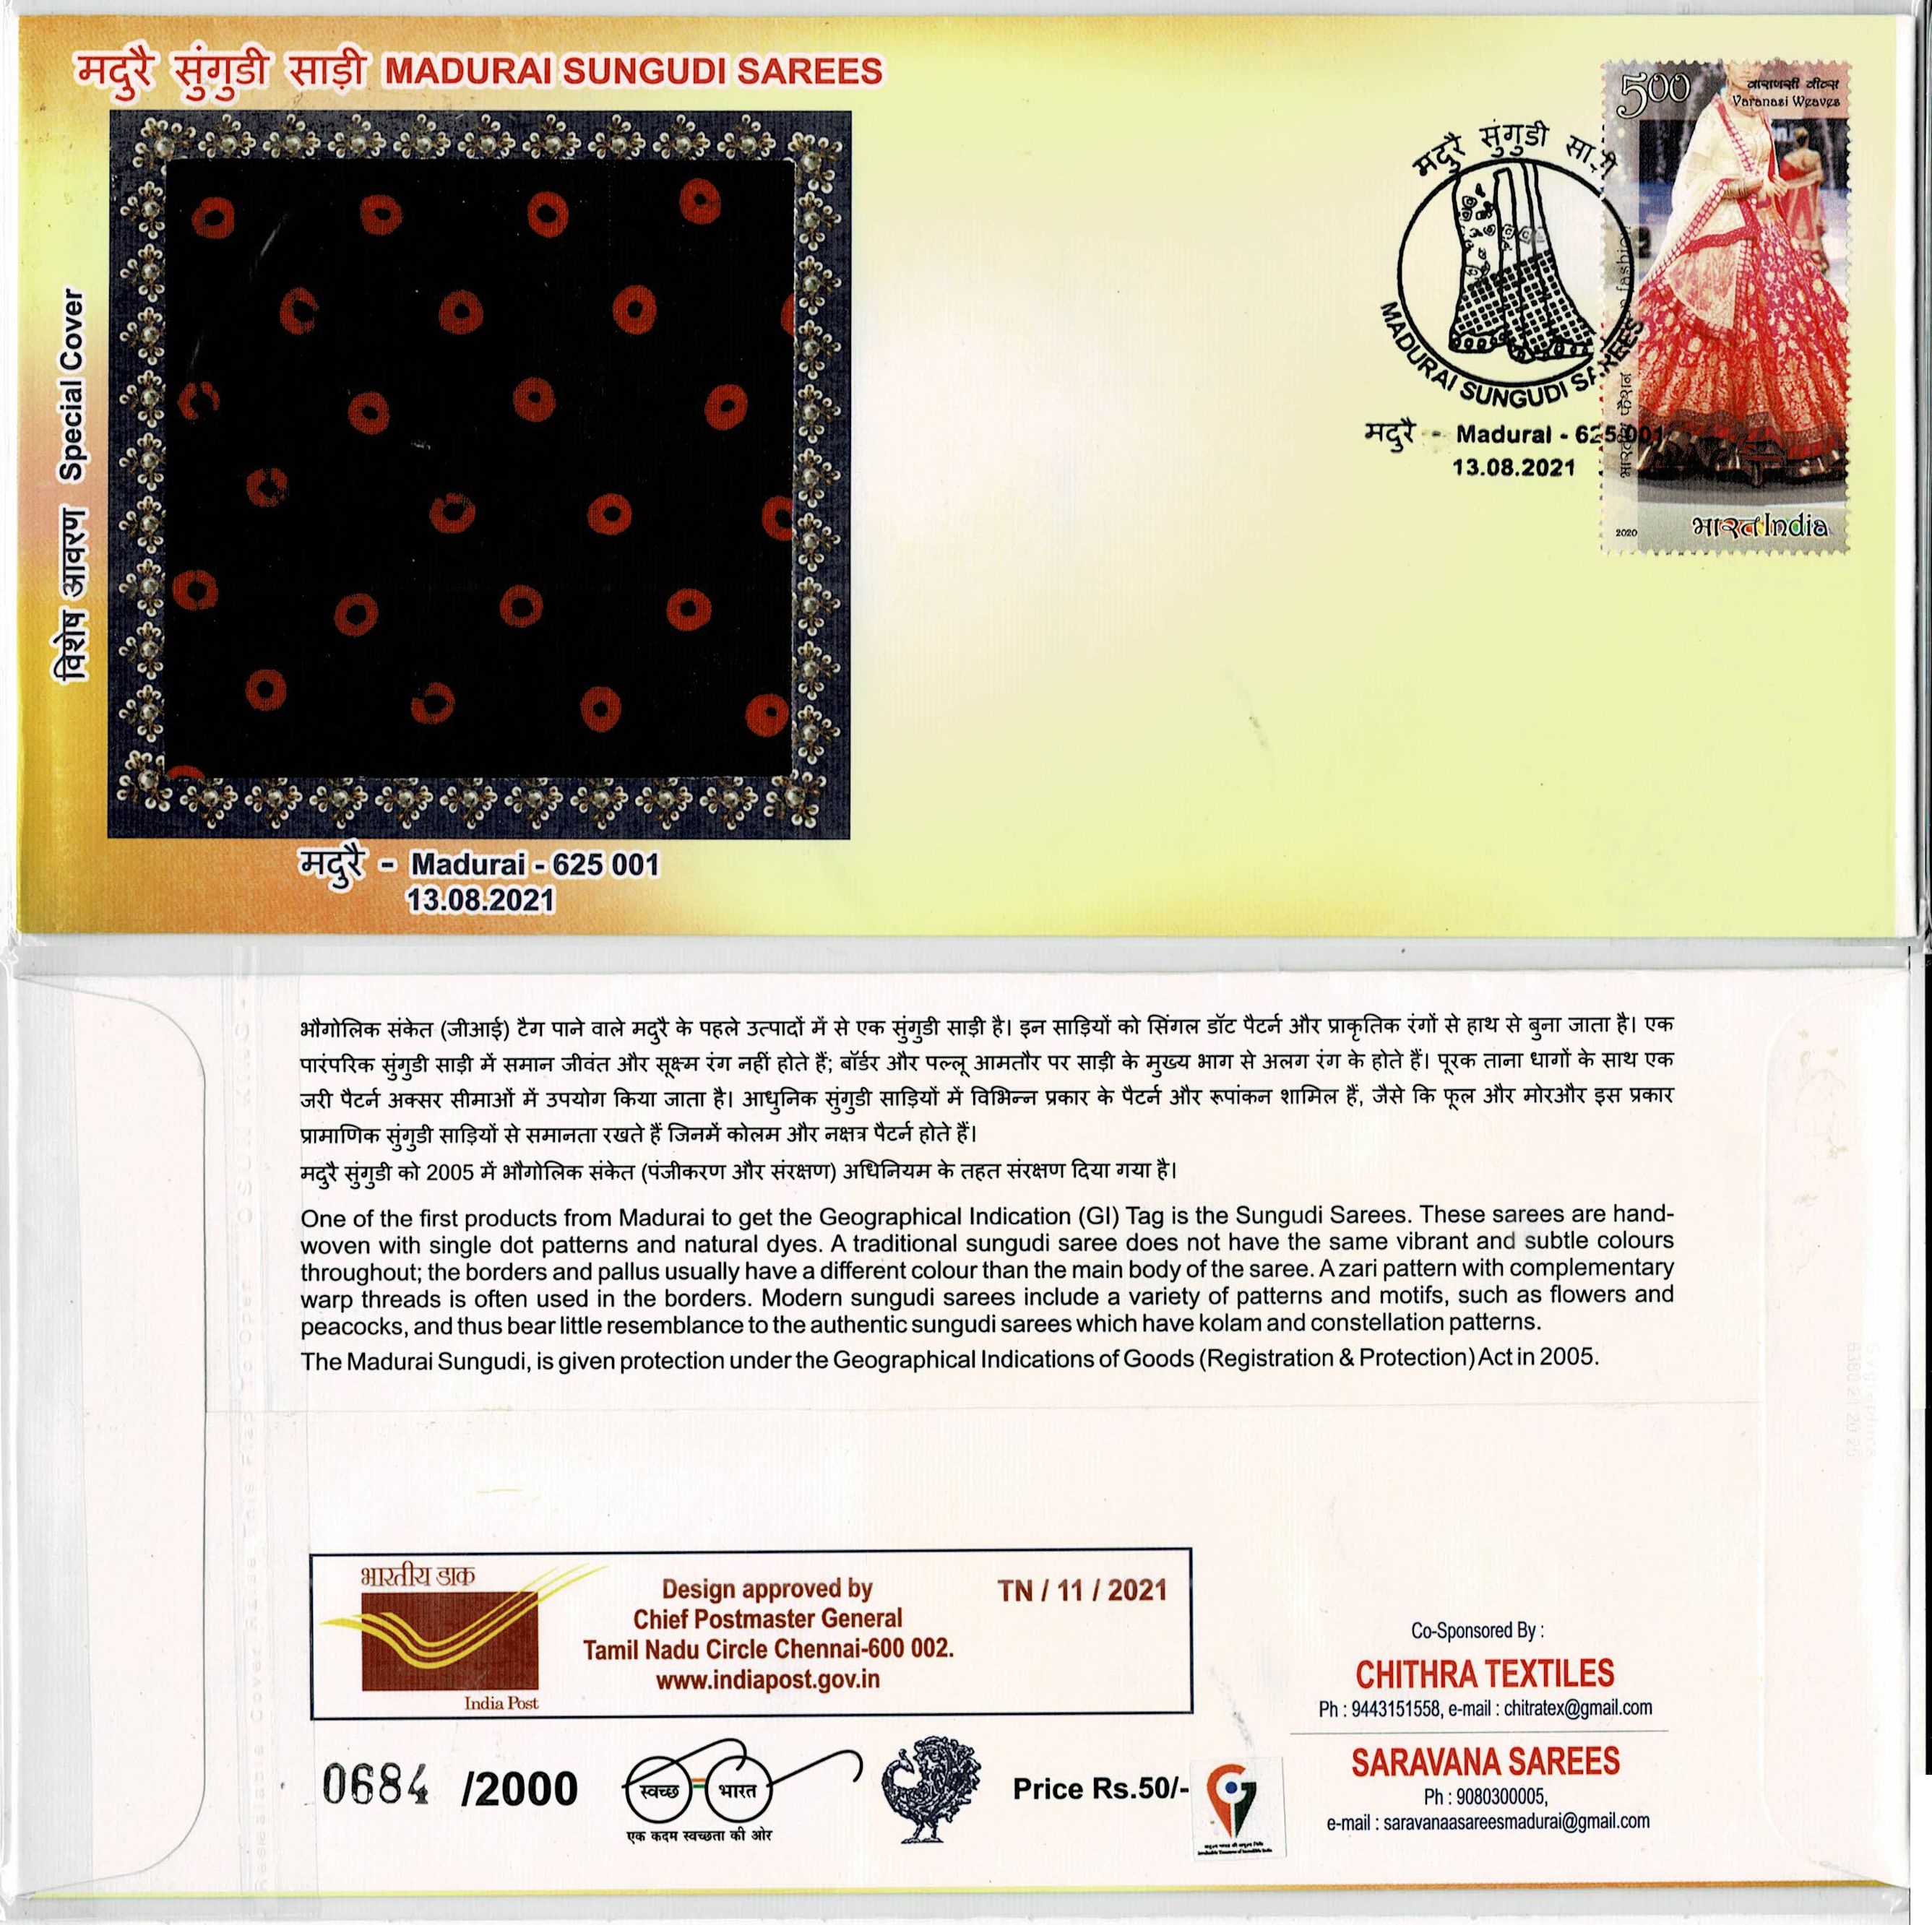 मदुरै सुंगुडी साड़ी MADURAI SUNGUDI SAREES
विशेष आवरण Special Cover
मदुरै - Madurai - 625 001
13.08.2021
मदुरै सुंगुडी
MADURAI SUNGUDI SAREES
मदुरै - Madurai - 625 001
13.08.2021
500
वाराणसी वीव्स
Varanasi Weaves
भारतीय फैशन fashion
2020
भारत India
भौगोलिक संकेत (जीआई) टैग पाने वाले मदुरै के पहले उत्पादों में से एक सुंगुडी साड़ी है। इन साड़ियों को सिंगल डॉट पैटर्न और प्राकृतिक रंगों से हाथ से बुना जाता है। एक
पारंपरिक सुंगुडी साड़ी में समान जीवंत और सूक्ष्म रंग नहीं होते हैं; बॉर्डर और पल्लू आमतौर पर साड़ी के मुख्य भाग से अलग रंग के होते हैं। पूरक ताना धागों के साथ एक
जरी पैटर्न अक्सर सीमाओं में उपयोग किया जाता है। आधुनिक सुंगुडी साड़ियों में विभिन्न प्रकार के पैटर्न और रूपांकन शामिल हैं, जैसे कि फूल और मोरऔर इस प्रकार
प्रामाणिक सुंगुडी साड़ियों से समानता रखते हैं जिनमें कोलम और नक्षत्र पैटर्न होते हैं।
मदुरै सुंगुडी को 2005 में भौगोलिक संकेत (पंजीकरण और संरक्षण) अधिनियम के तहत संरक्षण दिया गया है।
One of the first products from Madurai to get the Geographical Indication (GI) Tag is the Sungudi Sarees. These sarees are hand-
woven with single dot patterns and natural dyes. A traditional sungudi saree does not have the same vibrant and subtle colours
throughout; the borders and pallus usually have a different colour than the main body of the saree. A zari pattern with complementary
warp threads is often used in the borders. Modern sungudi sarees include a variety of patterns and motifs, such as flowers and
peacocks, and thus bear little resemblance to the authentic sungudi sarees which have kolam and constellation patterns.
The Madurai Sungudi, is given protection under the Geographical Indications of Goods (Registration & Protection) Act in 2005.
भारतीय डाक
India Post
Design approved by
Chief Postmaster General
Tamil Nadu Circle Chennai-600 002.
www.indiapost.gov.in
TN / 11 / 2021
0684 /2000
स्वच्छ भारत
एक कदम स्वच्छता की ओर
Price Rs.50/-
Co-Sponsored By :
CHITHRA TEXTILES
Ph : 9443151558, e-mail : chitratex@gmail.com
SARAVANA SAREES
Ph : 9080300005,
e-mail : saravanaasareesmadurai@gmail.com